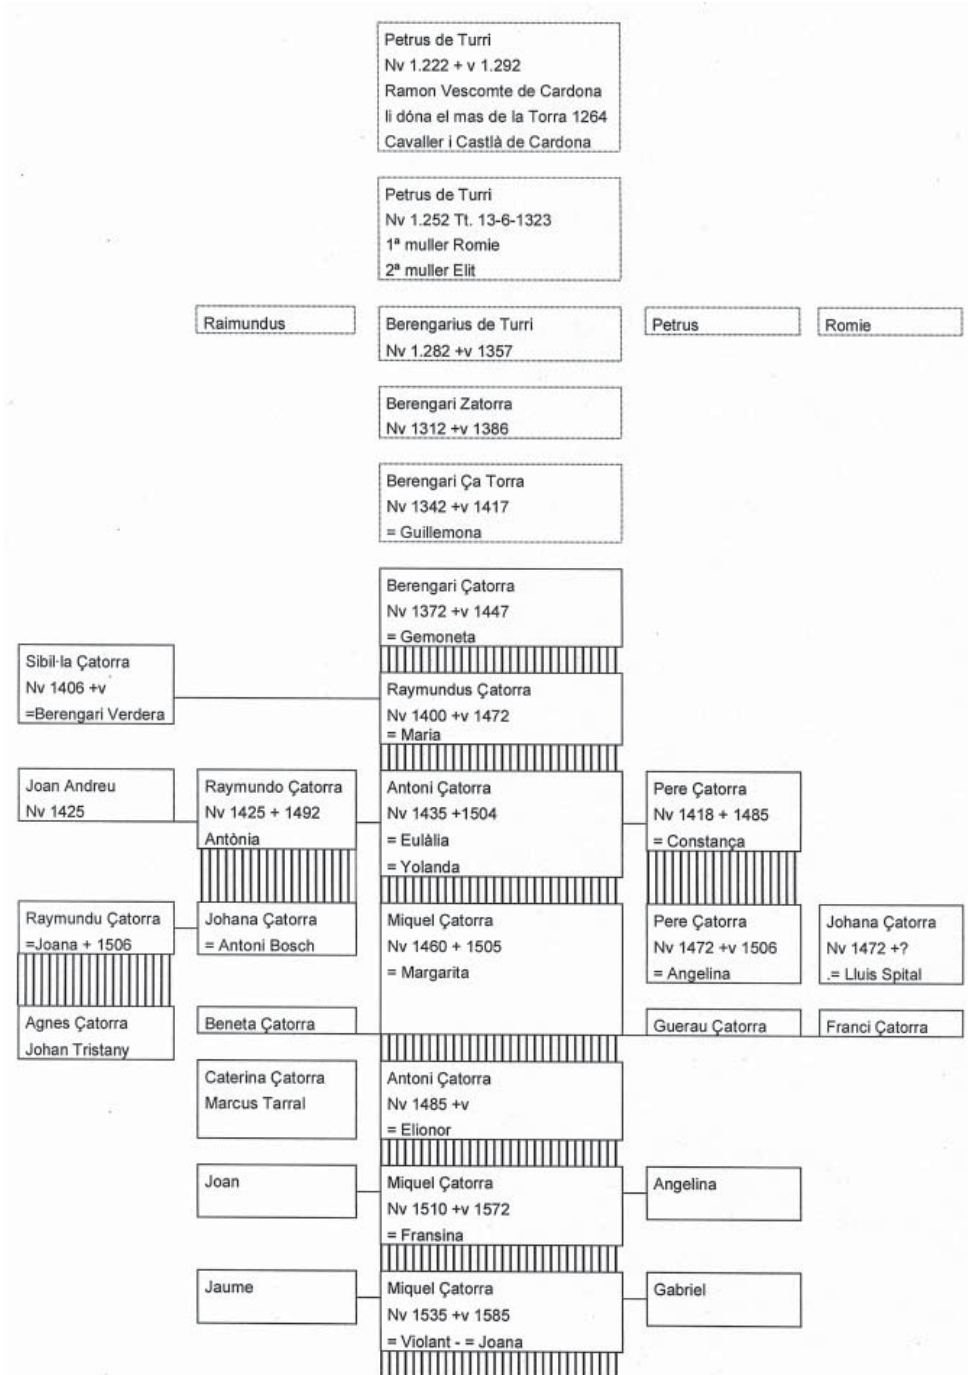 Petrus de Turri
Nv 1.222 + v 1.292
Ramon Vescomte de Cardona
li dóna el mas de la Torra 1264
Cavaller i Castlà de Cardona
Petrus de Turri
Nv 1.252 Tt. 13-6-1323
1ª muller Romie
2ª muller Elit
Raimundus
Berengarius de Turri
Nv 1.282 +v 1357
Petrus
Romie
Berengari Zatorra
Nv 1312 +v 1386
Berengari Ça Torra
Nv 1342 +v 1417
= Guillemona
Berengari Çatorra
Nv 1372 +v 1447
= Gemoneta
Sibil·la Çatorra
Nv 1406 +v
=Berengari Verdera
Raymundus Çatorra
Nv 1400 +v 1472
= Maria
Joan Andreu
Nv 1425
Raymundo Çatorra
Nv 1425 + 1492
Antònia
Antoni Çatorra
Nv 1435 +1504
= Eulàlia
= Yolanda
Pere Çatorra
Nv 1418 + 1485
= Constança
Raymundu Çatorra
=Joana + 1506
Johana Çatorra
= Antoni Bosch
Miquel Çatorra
Nv 1460 + 1505
= Margarita
Pere Çatorra
Nv 1472 +v 1506
= Angelina
Johana Çatorra
Nv 1472 +?
.= Lluis Spital
Agnes Çatorra
Johan Tristany
Beneta Çatorra
Guerau Çatorra
Franci Çatorra
Caterina Çatorra
Marcus Tarral
Antoni Çatorra
Nv 1485 +v
= Elionor
Joan
Miquel Çatorra
Nv 1510 +v 1572
= Fransina
Angelina
Jaume
Miquel Çatorra
Nv 1535 +v 1585
= Violant - = Joana
Gabriel